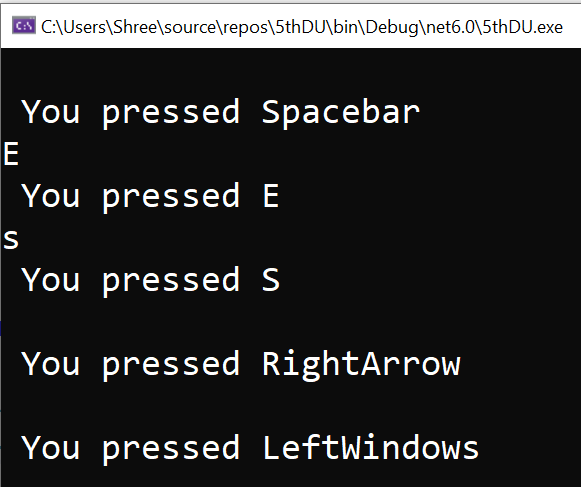 C:\Users\Shree\source\repos\5thDU\bin\Debug\net6.0\5thDU.exe
You pressed Spacebar
E
You pressed E
s
You pressed S
You pressed RightArrow
You pressed LeftWindows